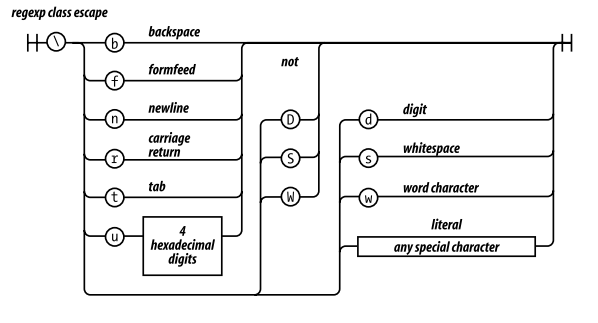 regexp class escape
\ b backspace
not
f formfeed
n newline D d digit
r carriage
return S s whitespace
t tab W w word character
u 4
hexadecimal
digits
literal
any special character